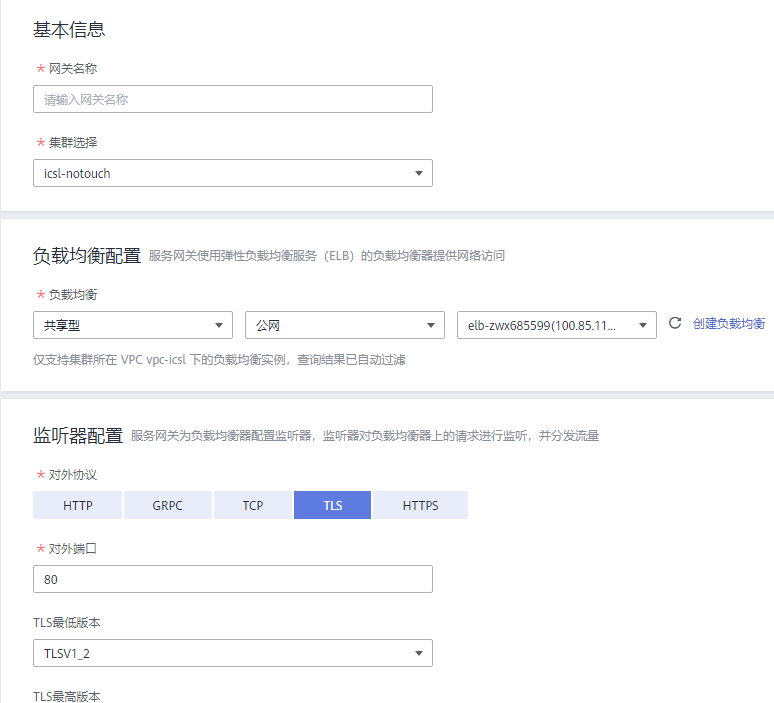 基本信息
* 网关名称
请输入网关名称
* 集群选择
icsl-notouch
负载均衡配置 服务网关使用弹性负载均衡服务（ELB）的负载均衡器提供网络访问
* 负载均衡
共享型 公网 elb-zwx685599(100.85.11... 创建负载均衡
仅支持集群所在 VPC vpc-icsl 下的负载均衡实例，查询结果已自动过滤
监听器配置 服务网关为负载均衡器配置监听器，监听器对负载均衡器上的请求进行监听，并分发流量
* 对外协议
HTTP GRPC TCP TLS HTTPS
* 对外端口
80
TLS最低版本
TLSV1_2
TLS最高版本